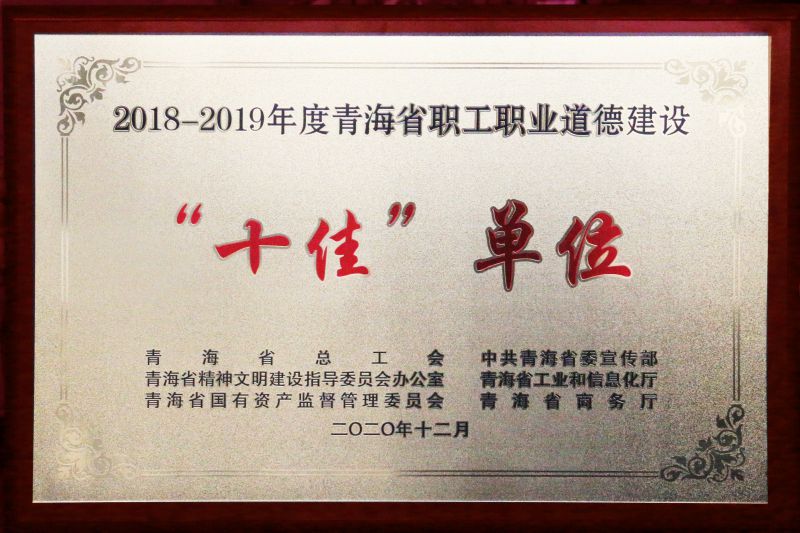 2018-2019年度青海省职工职业道德建设
“十佳”单位
青海省总工会 中共青海省委宣传部
青海省精神文明建设指导委员会办公室 青海省工业和信息化厅
青海省国有资产监督管理委员会 青海省商务厅
二〇二〇年十二月